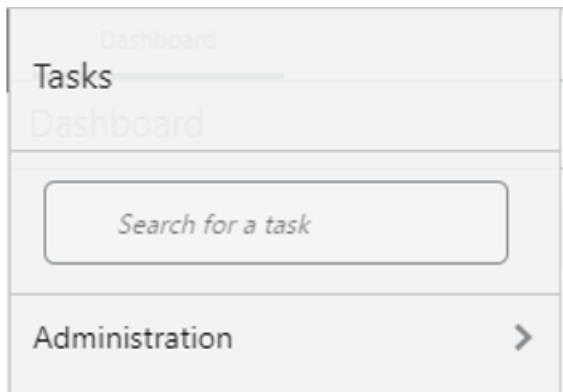 Dashboard
Tasks
Dashboard
Search for a task
Administration